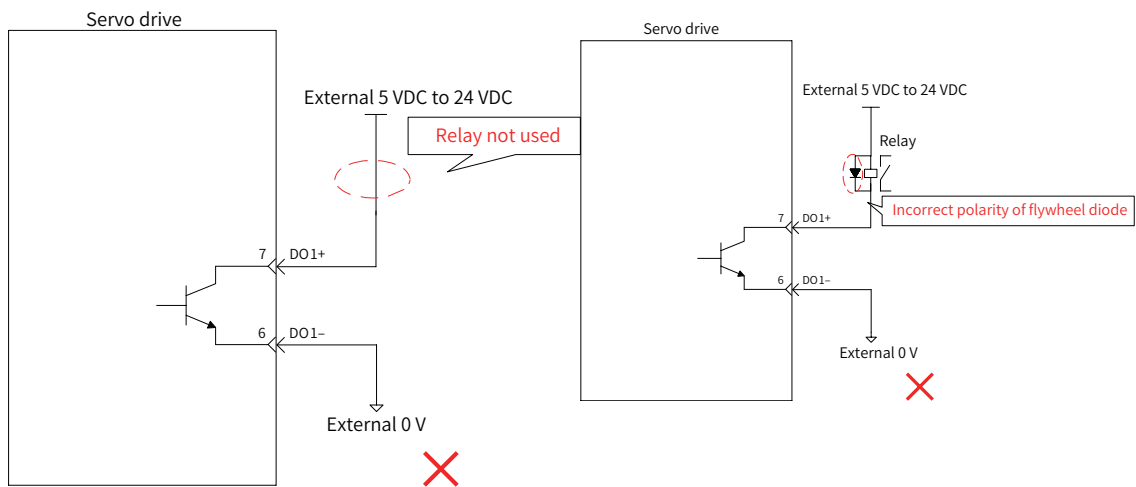 Servo drive
External 5 VDC to 24 VDC
Relay not used
7 DO1+
6 DO1–
External 0 V
Servo drive
External 5 VDC to 24 VDC
Relay
Incorrect polarity of flywheel diode
7 DO1+
6 DO1–
External 0 V